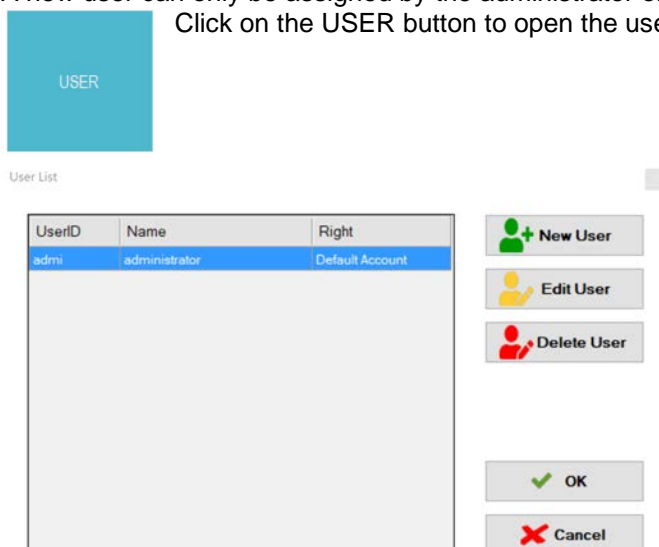 Click on the USER button to open the use
USER
User List
UserID Name Right
admi administrator Default Account
New User
Edit User
Delete User
OK
Cancel